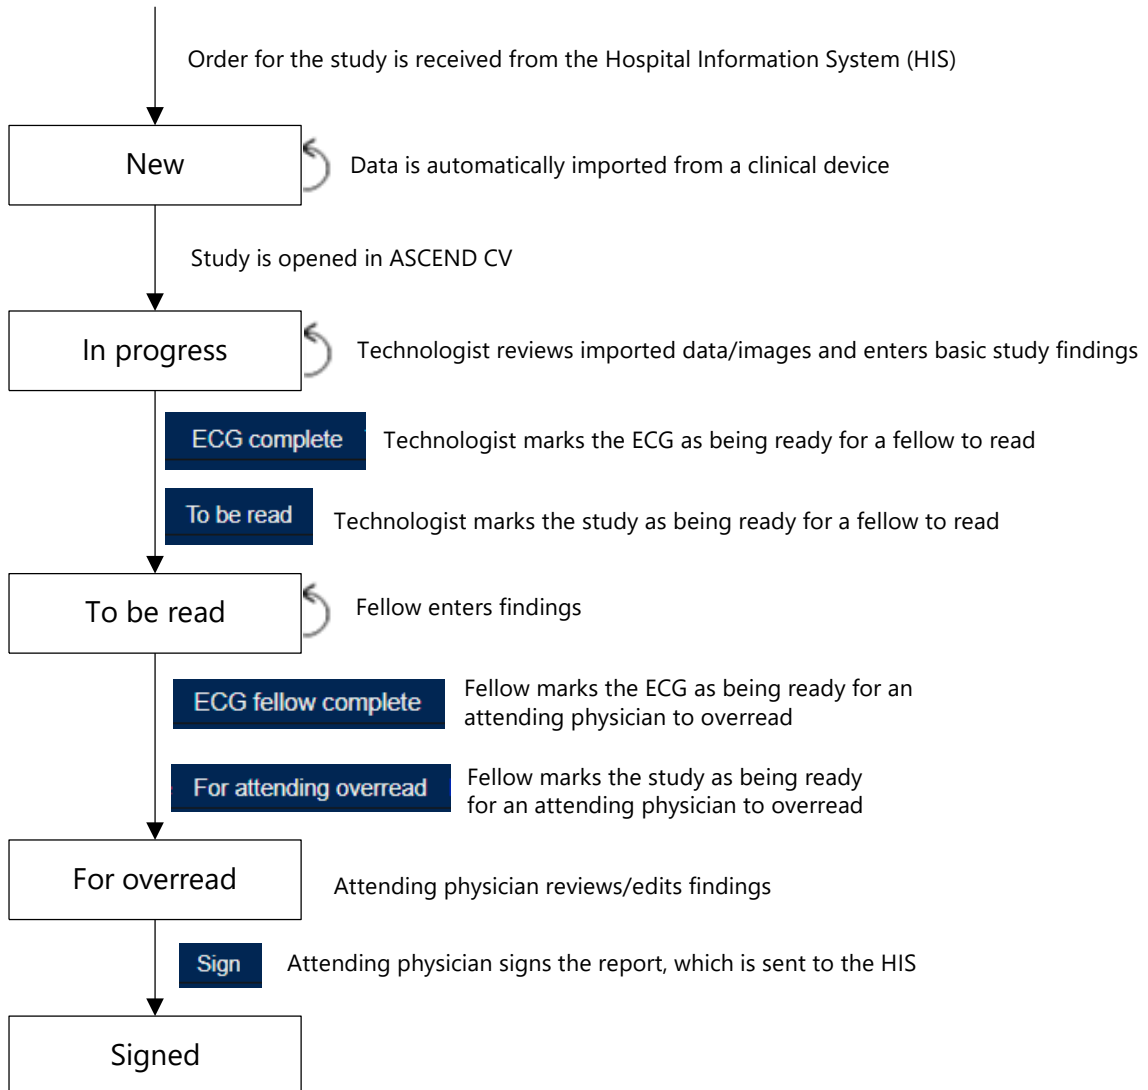 Order for the study is received from the Hospital Information System (HIS)
New
Data is automatically imported from a clinical device
Study is opened in ASCEND CV
In progress
Technologist reviews imported data/images and enters basic study findings
ECG complete
Technologist marks the ECG as being ready for a fellow to read
To be read
Technologist marks the study as being ready for a fellow to read
To be read
Fellow enters findings
ECG fellow complete
Fellow marks the ECG as being ready for an
attending physician to overread
For attending overread
Fellow marks the study as being ready
for an attending physician to overread
For overread
Attending physician reviews/edits findings
Sign
Attending physician signs the report, which is sent to the HIS
Signed